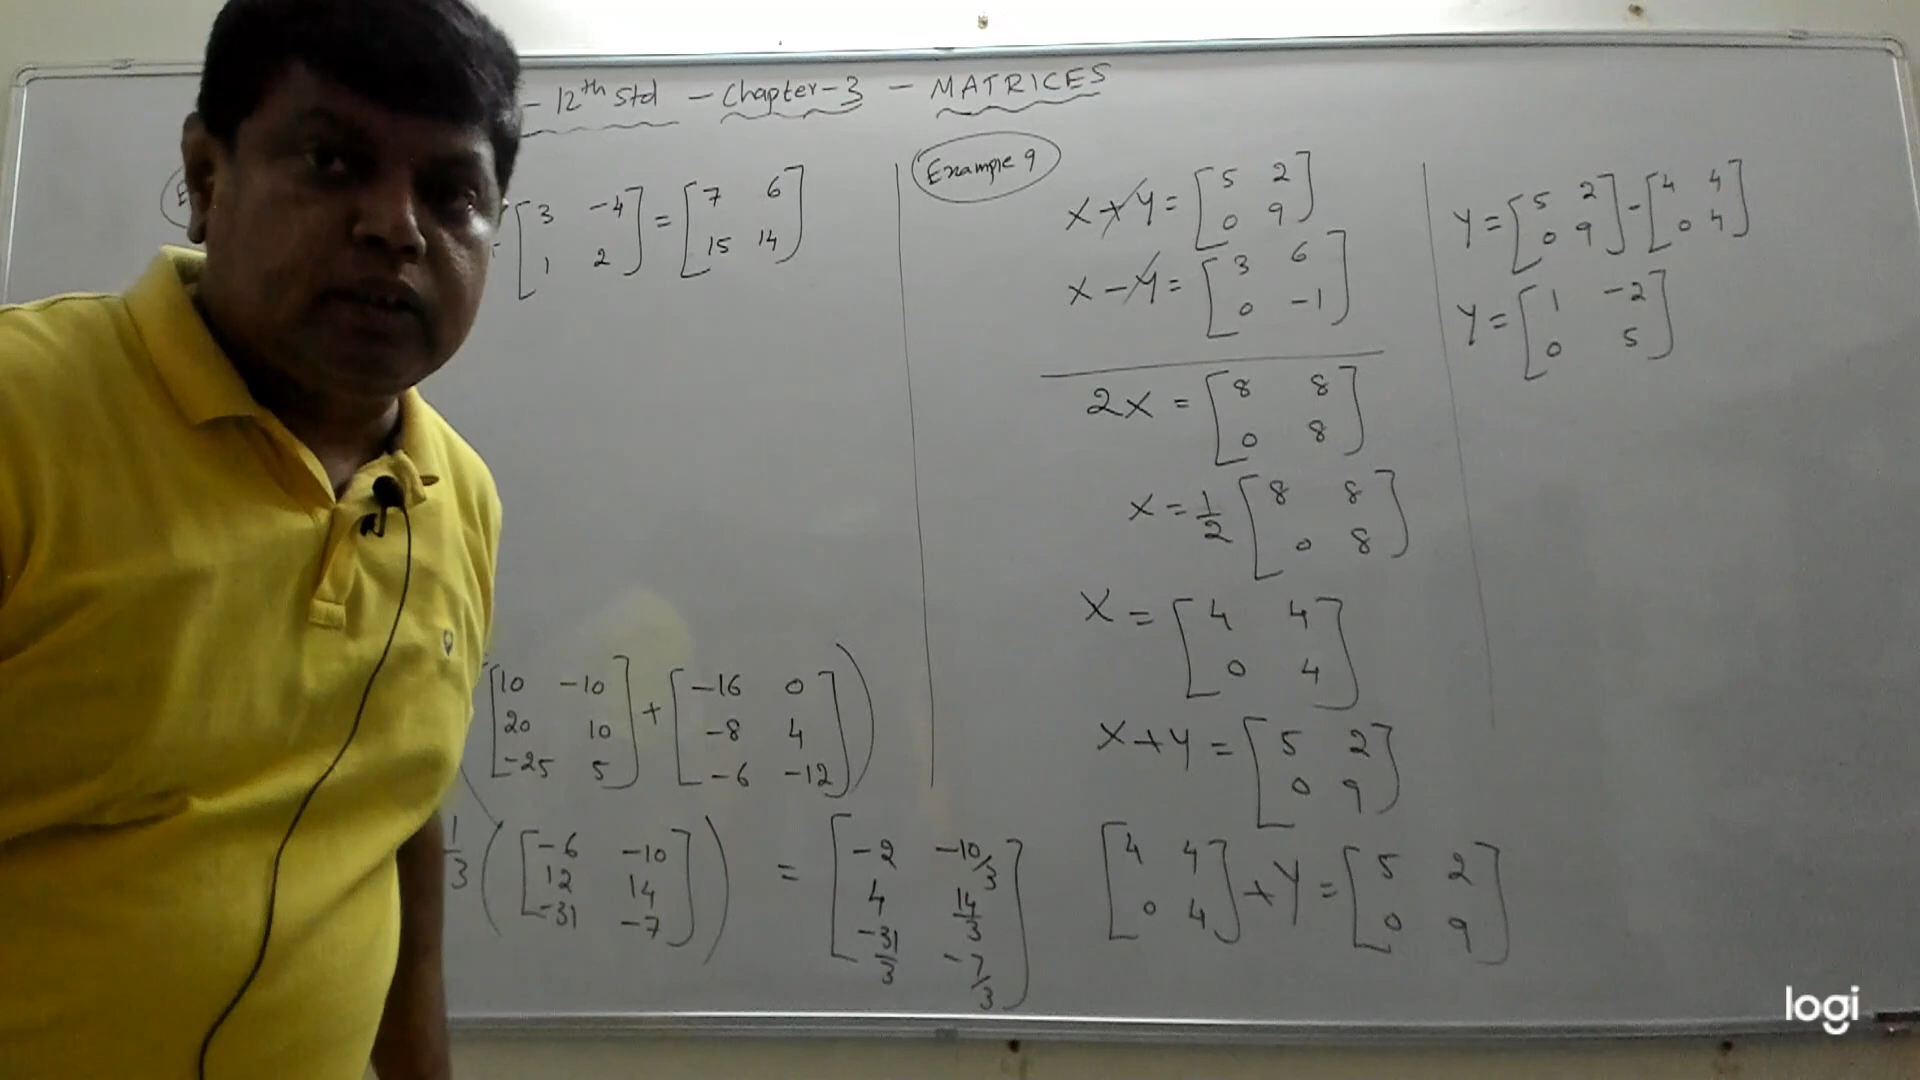 - 12th Std - Chapter-3 - MATRICES
[3 -4
1 2] = [7 6
15 14]
[10 -10
20 10
-25 5] + [-16 0
-8 4
-6 -12])
1/3 ([-6 -10
12 14
-31 -7]) = [-2 -10/3
4 14/3
-31/3 -7/3]
Example 9
X+Y = [5 2
0 9]
X-Y = [3 6
0 -1]
2X = [8 8
0 8]
X = 1/2 [8 8
0 8]
X = [4 4
0 4]
X+Y = [5 2
0 9]
[4 4
0 4] + Y = [5 2
0 9]
Y = [5 2
0 9] - [4 4
0 4]
Y = [1 -2
0 5]
logi